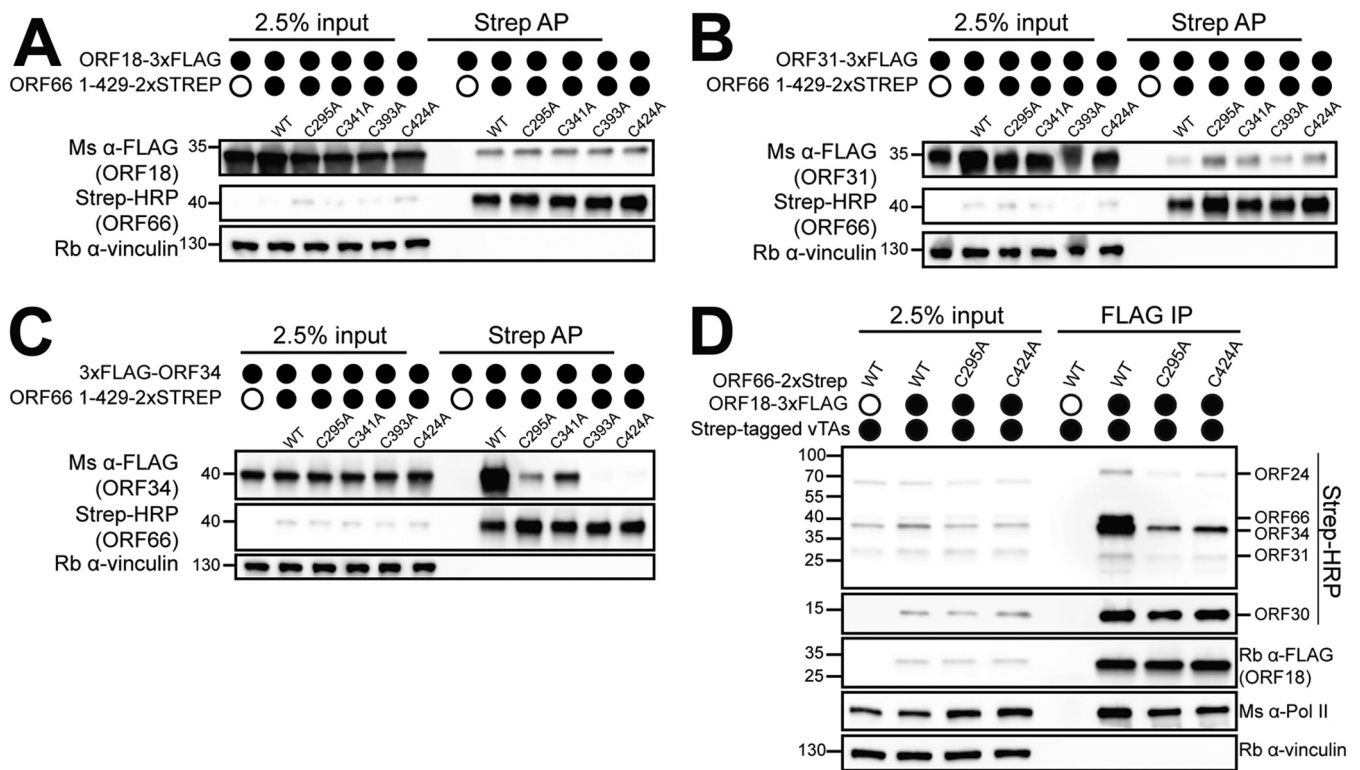 A
2.5% input Strep AP
ORF18-3xFLAG
ORF66 1-429-2xSTREP
WT C295A C341A C393A C424A WT C295A C341A C393A C424A
Ms α-FLAG 35
(ORF18)
Strep-HRP 40
(ORF66)
Rb α-vinculin 130
B
2.5% input Strep AP
ORF31-3xFLAG
ORF66 1-429-2xSTREP
WT C295A C341A C393A C424A WT C295A C341A C393A C424A
Ms α-FLAG 35
(ORF31)
Strep-HRP 40
(ORF66)
Rb α-vinculin 130
C
2.5% input Strep AP
3xFLAG-ORF34
ORF66 1-429-2xSTREP
WT C295A C341A C393A C424A WT C295A C341A C393A C424A
Ms α-FLAG 40
(ORF34)
Strep-HRP 40
(ORF66)
Rb α-vinculin 130
D
2.5% input FLAG IP
ORF66-2xStrep WT WT C295A C424A WT WT C295A C424A
ORF18-3xFLAG
Strep-tagged vTAs
100
70 ORF24
55
40 ORF66
35 ORF34
25 ORF31
Strep-HRP
15 ORF30
35 Rb α-FLAG
25 (ORF18)
Ms α-Pol II
130 Rb α-vinculin